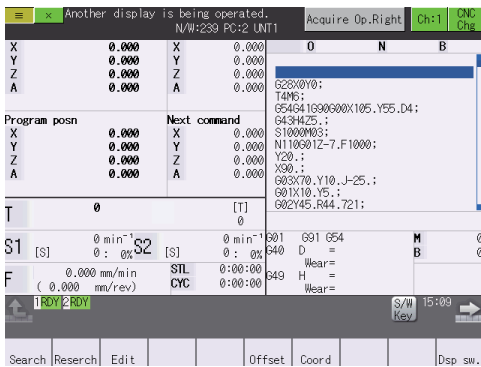 Another display is being operated.
N/W:239 PC:2 UNT1
Acquire Op.Right
Ch:1
CNC Chg
X 0.000 X 0.000
Y 0.000 Y 0.000
Z 0.000 Z 0.000
A 0.000 A 0.000
Program posn Next command
X 0.000 X 0.000
Y 0.000 Y 0.000
Z 0.000 Z 0.000
A 0.000 A 0.000
O N B
G28X0Y0;
T4M6;
G54G41G90G00X105.Y55.D4;
G43H4Z5.;
S1000M03;
N110G01Z-7.F1000;
Y20.;
X90.;
G03X70.Y10.J-25.;
G01X10.Y5.;
G02Y45.R44.721;
T 0 [T] 0
S1 [S] 0 min⁻¹ 0: 0%
S2 [S] 0 min⁻¹ 0: 0%
F 0.000 mm/min
( 0.000 mm/rev)
STL 0:00:00
CYC 0:00:00
G01 G91 G54
G40 D =
Wear=
G49 H =
Wear=
M 0
B 0
1RDY 2RDY
S/W Key
15:09
Search Reserch Edit Offset Coord Dsp sw.